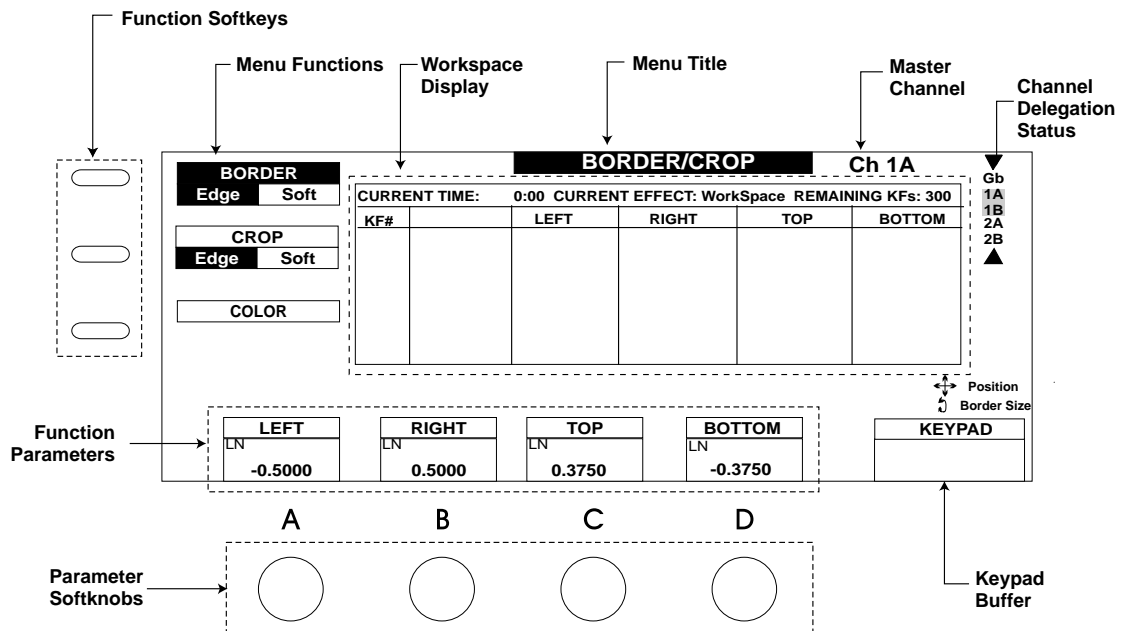 Function Softkeys
Menu Functions
Workspace
Display
Menu Title
Master
Channel
Channel
Delegation
Status
BORDER
Edge Soft
CROP
Edge Soft
COLOR
BORDER/CROP
Ch 1A
CURRENT TIME: 0:00 CURRENT EFFECT: WorkSpace REMAINING KFs: 300
KF# LEFT RIGHT TOP BOTTOM
Gb
1A
1B
2A
2B
Position
Border Size
Function
Parameters
LEFT
LN
-0.5000
RIGHT
LN
0.5000
TOP
LN
0.3750
BOTTOM
LN
-0.3750
KEYPAD
A B C D
Parameter
Softknobs
Keypad
Buffer